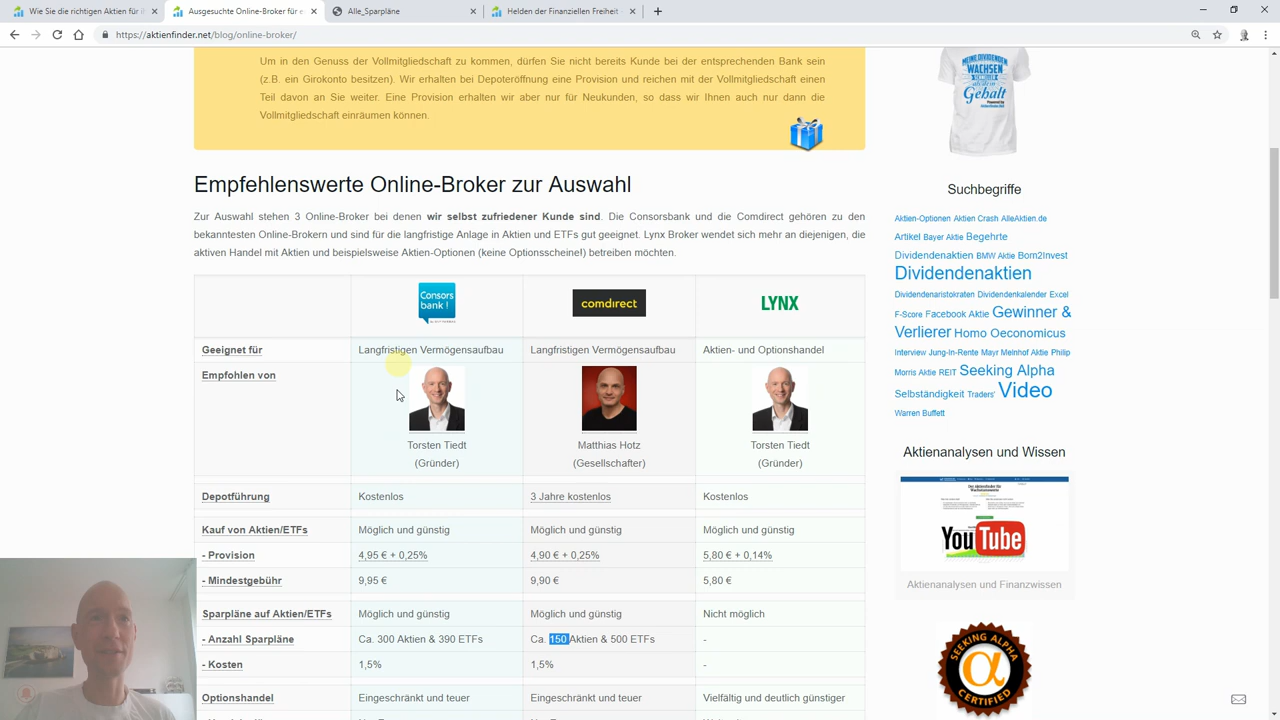 Wie Sie die richtigen Aktien für i
Ausgesuchte Online-Broker für e
Alle_Sparpläne
Helden der Finanziellen Freiheit -
https://aktienfinder.net/blog/online-broker/
Um in den Genuss der Vollmitgliedschaft zu kommen, dürfen Sie nicht bereits Kunde bei der entsprechenden Bank sein
(z.B. ein Girokonto besitzen). Wir erhalten bei Depoteröffnung eine Provision und reichen mit der Vollmitgliedschaft einen
Teil davon an Sie weiter. Eine Provision erhalten wir aber nur für Neukunden, so dass wir Ihnen auch nur dann die
Vollmitgliedschaft einräumen können.
Empfehlenswerte Online-Broker zur Auswahl
Zur Auswahl stehen 3 Online-Broker bei denen wir selbst zufriedener Kunde sind. Die Consorsbank und die Comdirect gehören zu den
bekanntesten Online-Brokern und sind für die langfristige Anlage in Aktien und ETFs gut geeignet. Lynx Broker wendet sich mehr an diejenigen, die
aktiven Handel mit Aktien und beispielsweise Aktien-Optionen (keine Optionsscheine!) betreiben möchten.
Consors
bank !
comdirect
LYNX
Geeignet für
Langfristigen Vermögensaufbau
Langfristigen Vermögensaufbau
Aktien- und Optionshandel
Empfohlen von
Torsten Tiedt
(Gründer)
Matthias Hotz
(Gesellschafter)
Torsten Tiedt
(Gründer)
Depotführung
Kostenlos
3 Jahre kostenlos
Kostenlos
Kauf von Aktien/ETFs
Möglich und günstig
Möglich und günstig
Möglich und günstig
- Provision
4,95 € + 0,25%
4,90 € + 0,25%
5,80 € + 0,14%
- Mindestgebühr
9,95 €
9,90 €
5,80 €
Sparpläne auf Aktien/ETFs
Möglich und günstig
Möglich und günstig
Nicht möglich
- Anzahl Sparpläne
Ca. 300 Aktien & 390 ETFs
Ca. 150 Aktien & 500 ETFs
-
- Kosten
1,5%
1,5%
-
Optionshandel
Eingeschränkt und teuer
Eingeschränkt und teuer
Vielfältig und deutlich günstiger
MEINE DIVIDENDEN
WACHSEN
Gehalt
Suchbegriffe
Aktien-Optionen Aktien Crash AlleAktien.de
Artikel Bayer Aktie Begehrte
Dividendenaktien BMW Aktie Born2Invest
Dividendenaktien
Dividendenaristokraten Dividendenkalender Excel
F-Score Facebook Aktie Gewinner &
Verlierer Homo Oeconomicus
Interview Jung-In-Rente Mayr Melnhof Aktie Philip
Morris Aktie REIT Seeking Alpha
Selbständigkeit Traders' Video
Warren Buffett
Aktienanalysen und Wissen
YouTube
Aktienanalysen und Finanzwissen
SEEKING ALPHA
α
CERTIFIED